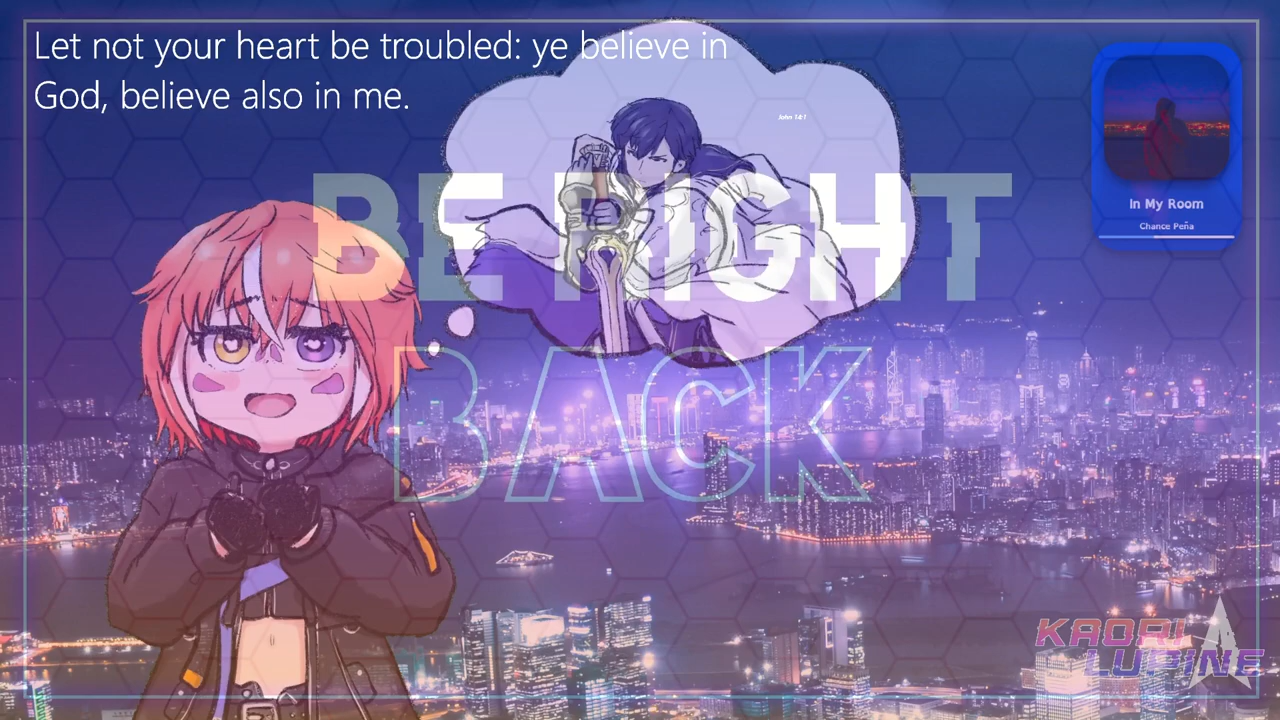 Let not your heart be troubled: ye believe in
God, believe also in me.
John 14:1
BE RIGHT
BACK
In My Room
Chance Peña
KAORI
LUPINE